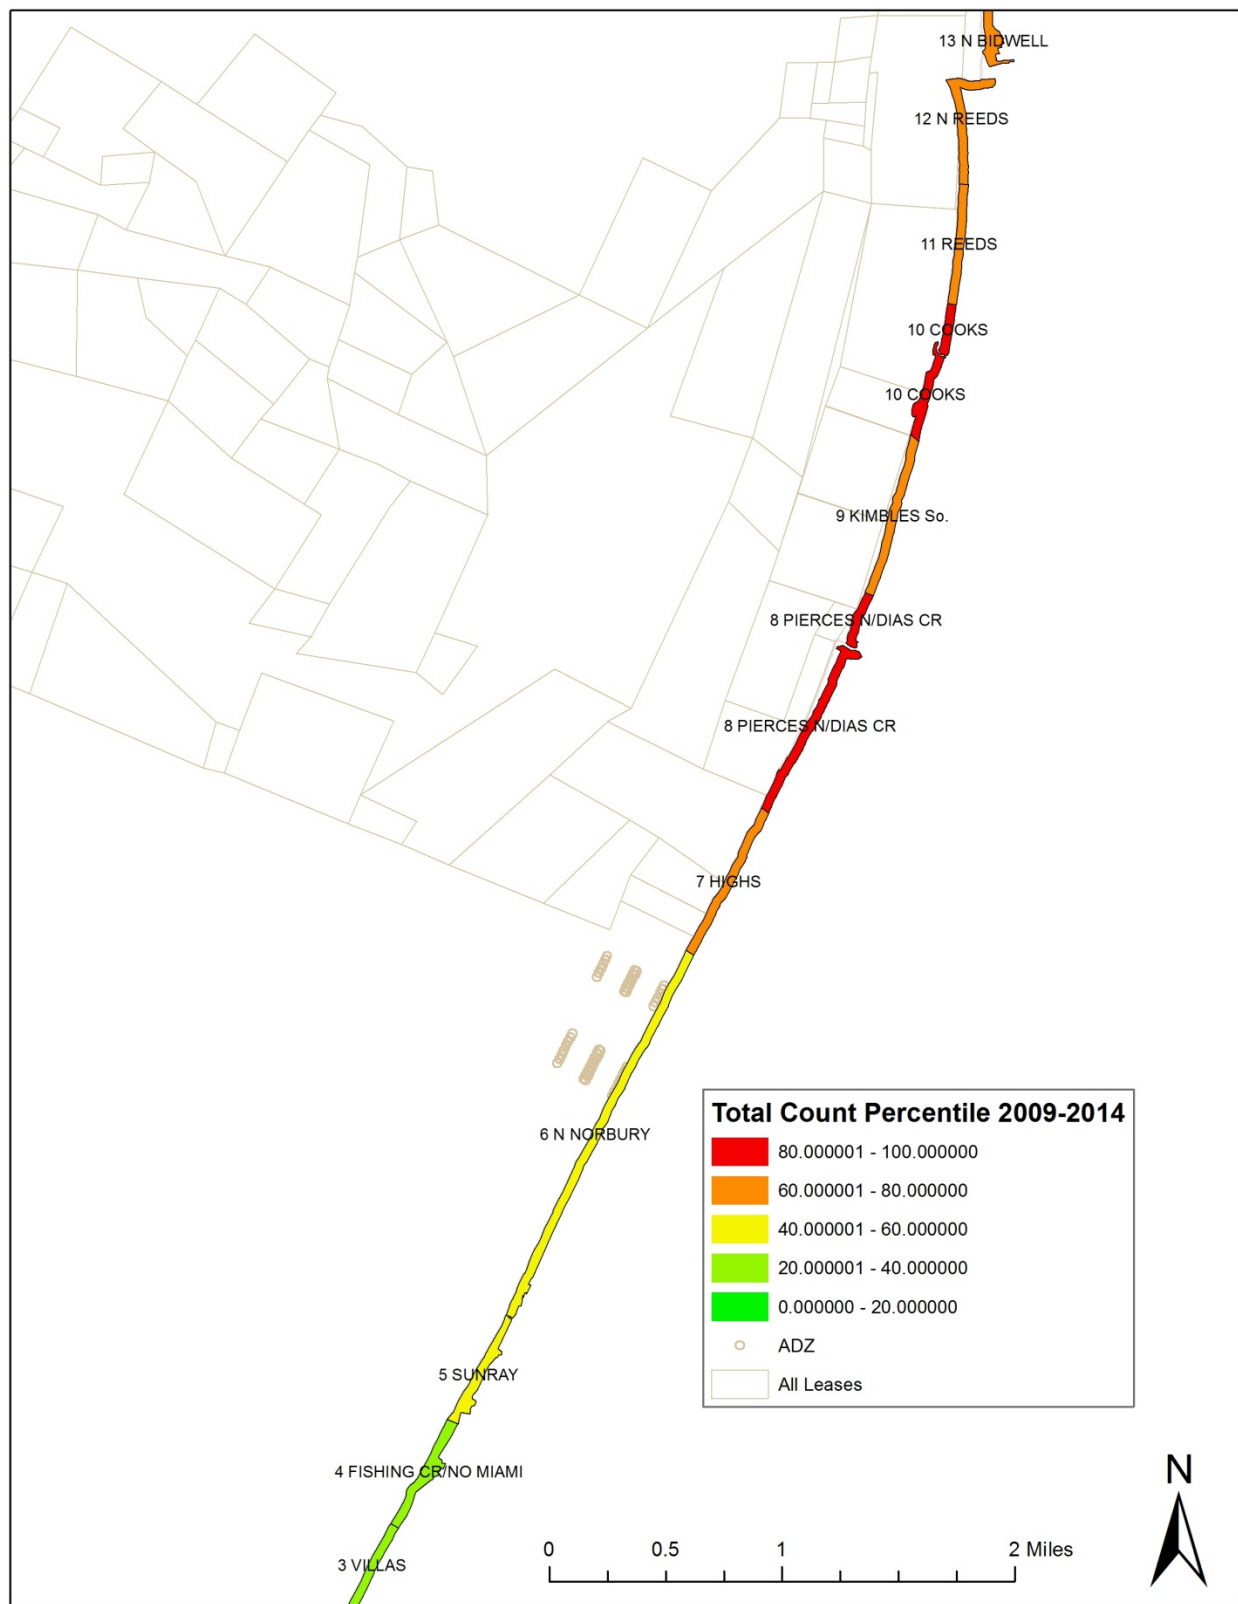 13 N BIDWELL
12 N REEDS
11 REEDS
10 COOKS
10 COOKS
9 KIMBLES So.
8 PIERCES N/DIAS CR
8 PIERCES N/DIAS CR
7 HIGHS
6 N NORBURY
5 SUNRAY
4 FISHING CR/NO MIAMI
3 VILLAS
Total Count Percentile 2009-2014
80.000001 - 100.000000
60.000001 - 80.000000
40.000001 - 60.000000
20.000001 - 40.000000
0.000000 - 20.000000
ADZ
All Leases
N
0 0.5 1 2 Miles